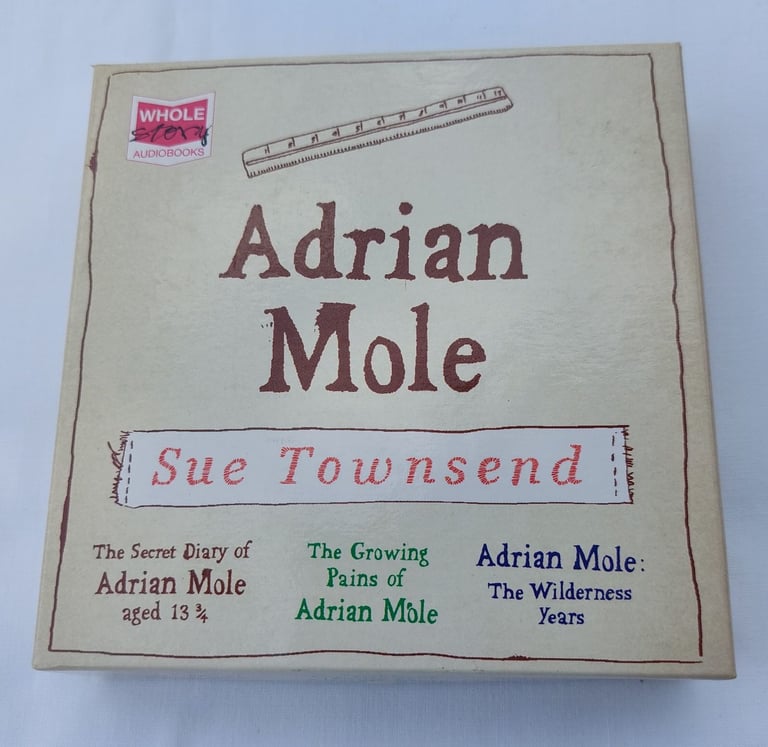 WHOLE
story
AUDIOBOOKS
Adrian
Mole
Sue Townsend
The Secret Diary of
Adrian Mole
aged 13 ¾
The Growing
Pains of
Adrian Mole
Adrian Mole:
The Wilderness
Years